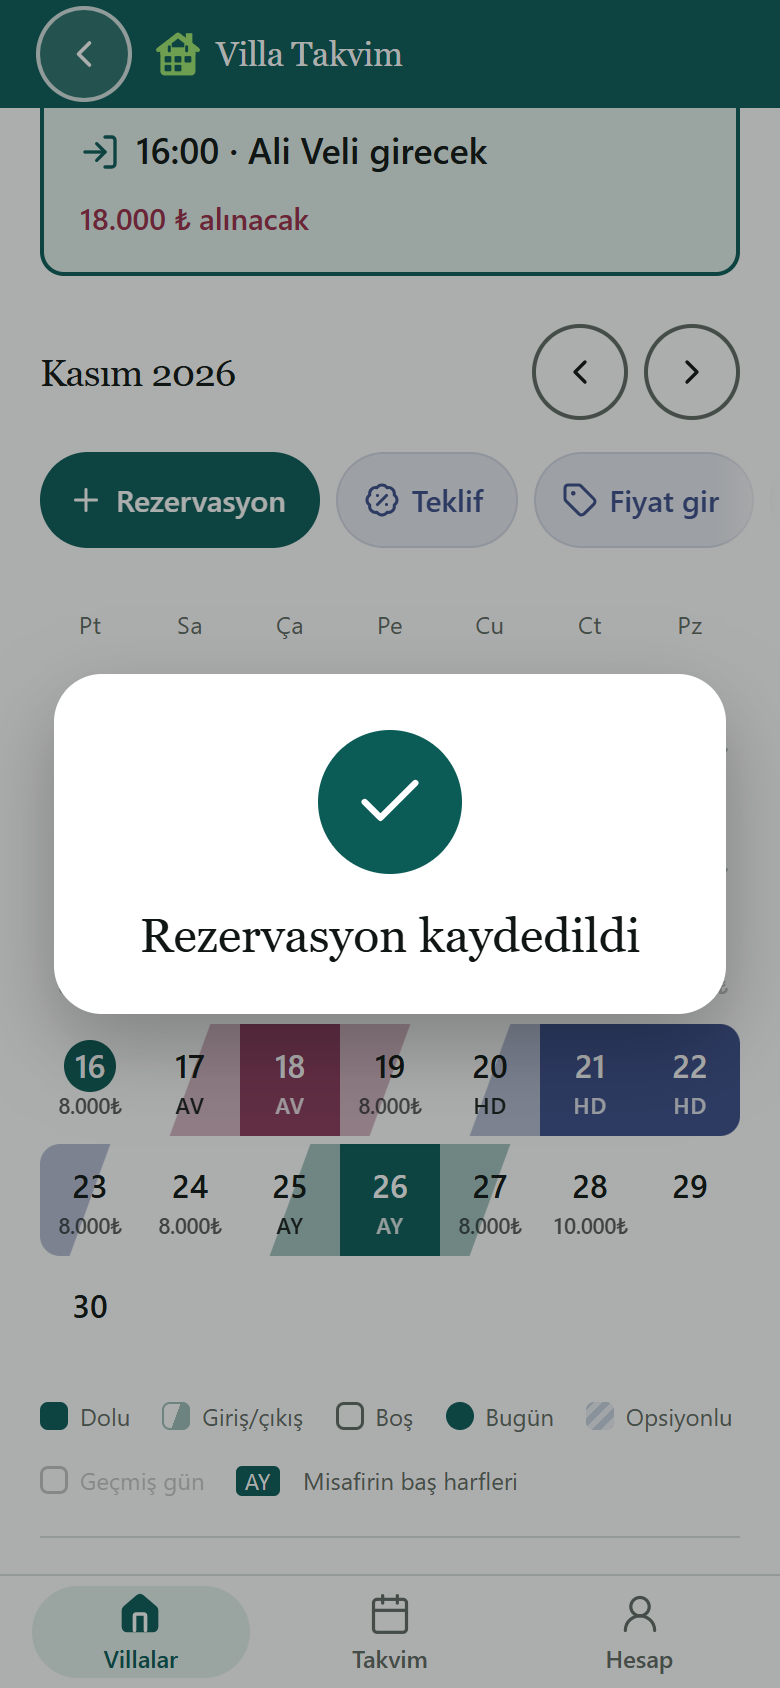 Villa Takvim
16:00 · Ali Veli girecek
18.000 ₺ alınacak
Kasım 2026
Rezervasyon
Teklif
Fiyat gir
Pt Sa Ça Pe Cu Ct Pz
Rezervasyon kaydedildi
16 17 18 19 20 21 22
8.000₺ AV AV 8.000₺ HD HD HD
23 24 25 26 27 28 29
8.000₺ 8.000₺ AY AY 8.000₺ 10.000₺
30
Dolu Giriş/çıkış Boş Bugün Opsiyonlu
Geçmiş gün AY Misafirin baş harfleri
Villalar Takvim Hesap